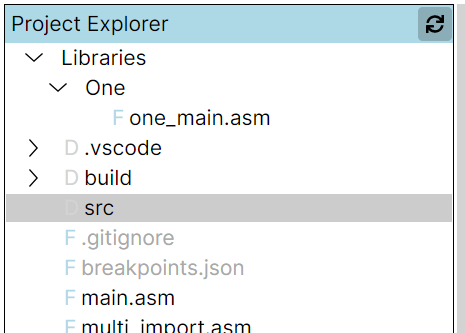 Project Explorer
Libraries
One
F one_main.asm
D .vscode
D build
D src
F .gitignore
F breakpoints.json
F main.asm
F multi_import.asm